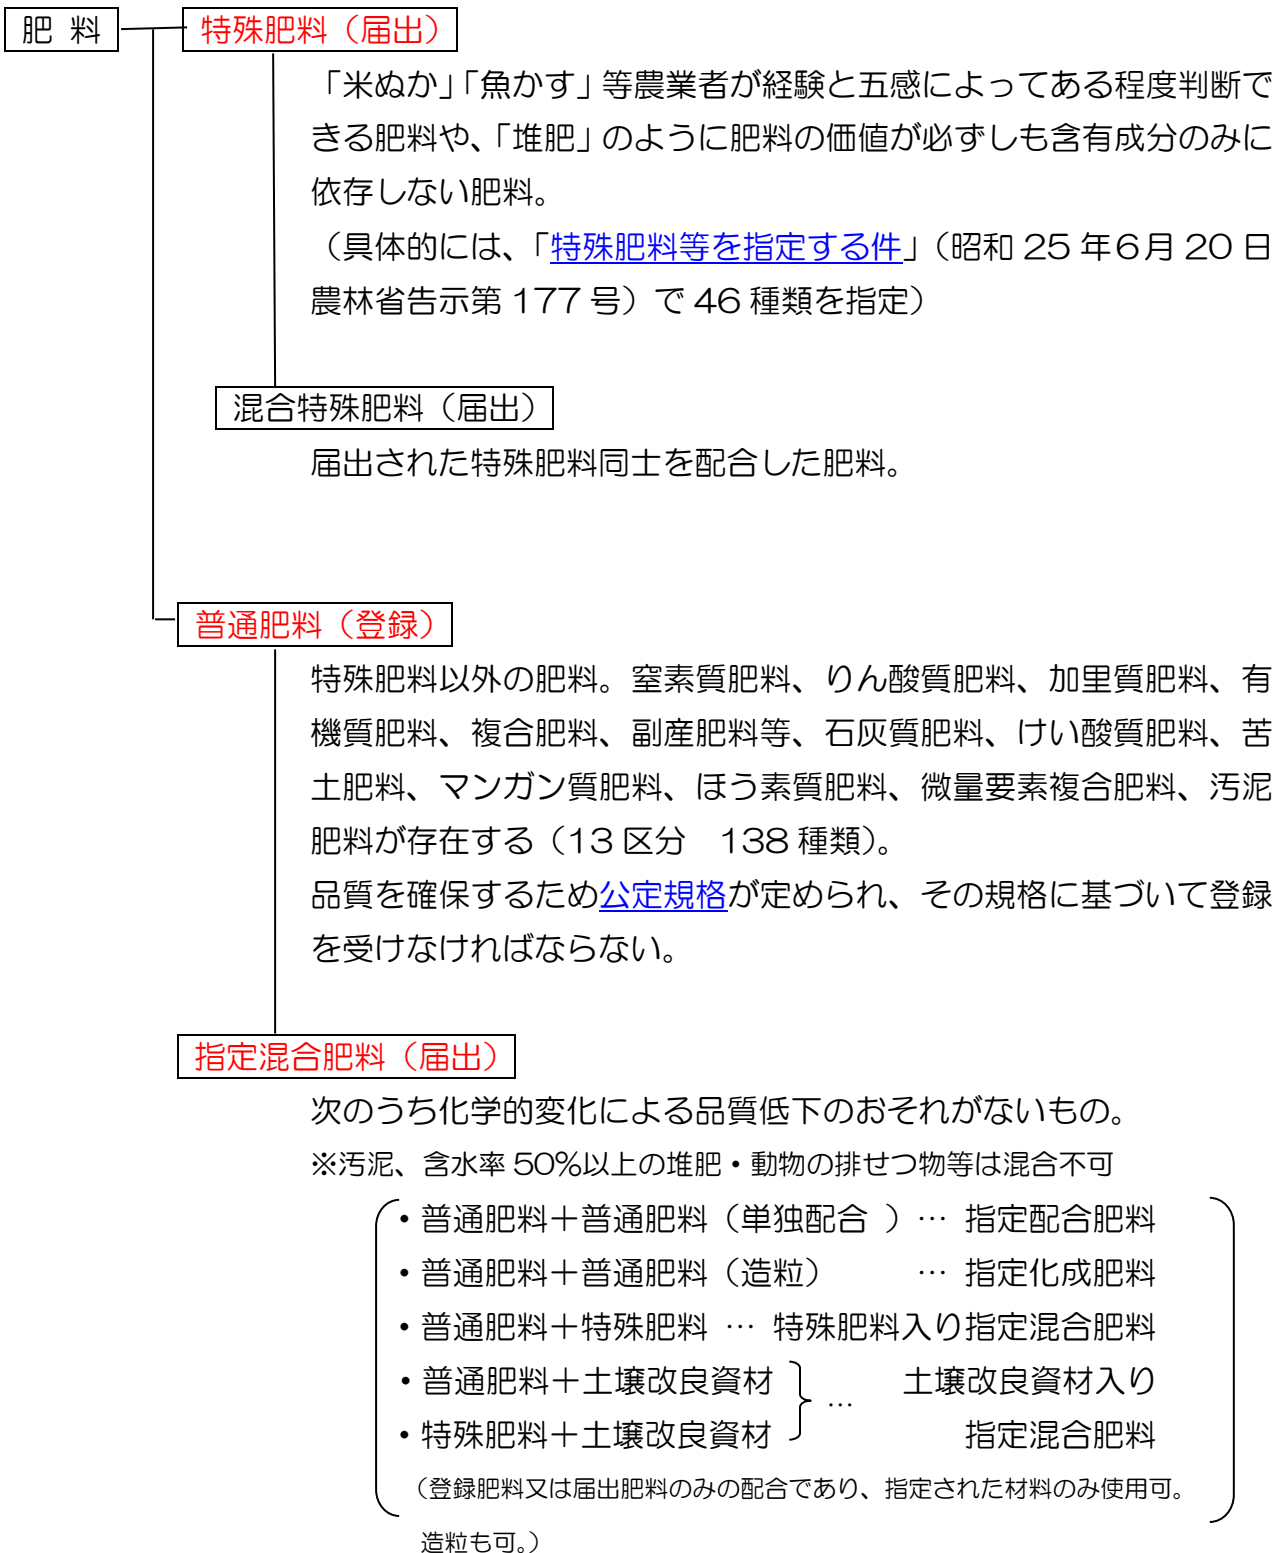 肥 料
特殊肥料（届出）
「米ぬか」「魚かす」等農業者が経験と五感によってある程度判断で
きる肥料や、「堆肥」のように肥料の価値が必ずしも含有成分のみに
依存しない肥料。
（具体的には、「特殊肥料等を指定する件」（昭和 25 年6月 20 日
農林省告示第 177 号）で 46 種類を指定）
混合特殊肥料（届出）
届出された特殊肥料同士を配合した肥料。
普通肥料（登録）
特殊肥料以外の肥料。窒素質肥料、りん酸質肥料、加里質肥料、有
機質肥料、複合肥料、副産肥料等、石灰質肥料、けい酸質肥料、苦
土肥料、マンガン質肥料、ほう素質肥料、微量要素複合肥料、汚泥
肥料が存在する（13 区分　138 種類）。
品質を確保するため公定規格が定められ、その規格に基づいて登録
を受けなければならない。
指定混合肥料（届出）
次のうち化学的変化による品質低下のおそれがないもの。
※汚泥、含水率 50％以上の堆肥・動物の排せつ物等は混合不可
・普通肥料＋普通肥料（単独配合 ）… 指定配合肥料
・普通肥料＋普通肥料（造粒）　　… 指定化成肥料
・普通肥料＋特殊肥料 … 特殊肥料入り指定混合肥料
・普通肥料＋土壌改良資材 … 土壌改良資材入り
・特殊肥料＋土壌改良資材 指定混合肥料
（登録肥料又は届出肥料のみの配合であり、指定された材料のみ使用可。
造粒も可。）